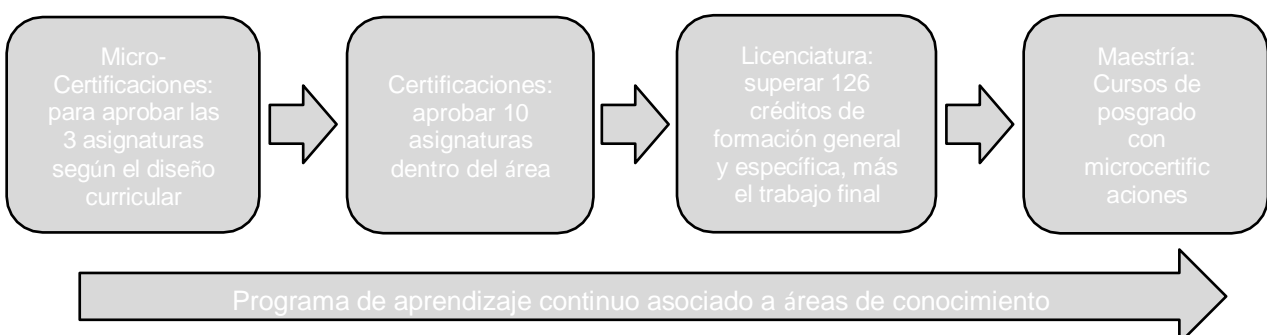 Micro-
Certificaciones:
para aprobar las
3 asignaturas
según el diseño
curricular
Certificaciones:
aprobar 10
asignaturas
dentro del área
Licenciatura:
superar 126
créditos de
formación general
y específica, más
el trabajo final
Maestría:
Cursos de
posgrado
con
microcertific
aciones
Programa de aprendizaje continuo asociado a áreas de conocimiento